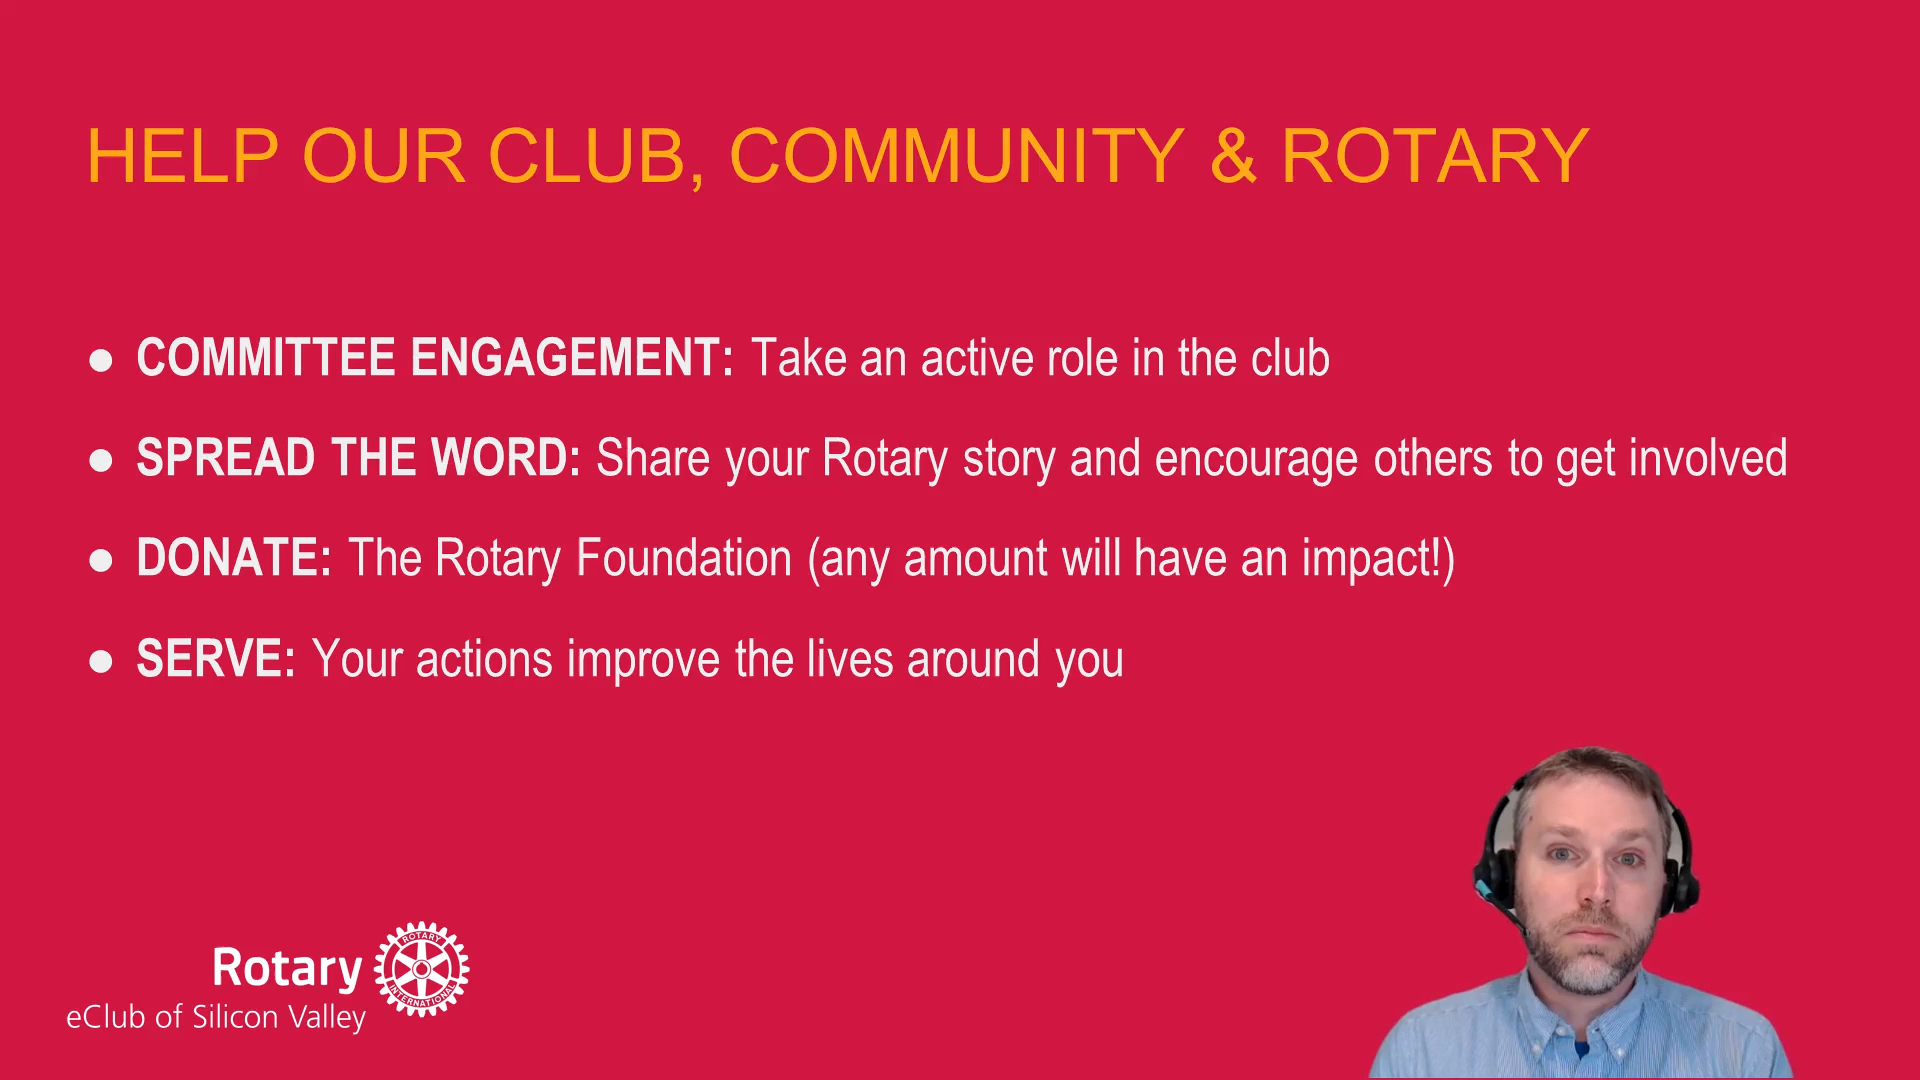 HELP OUR CLUB, COMMUNITY & ROTARY
● COMMITTEE ENGAGEMENT: Take an active role in the club
● SPREAD THE WORD: Share your Rotary story and encourage others to get involved
● DONATE: The Rotary Foundation (any amount will have an impact!)
● SERVE: Your actions improve the lives around you
Rotary
eClub of Silicon Valley
ROTARY
INTERNATIONAL